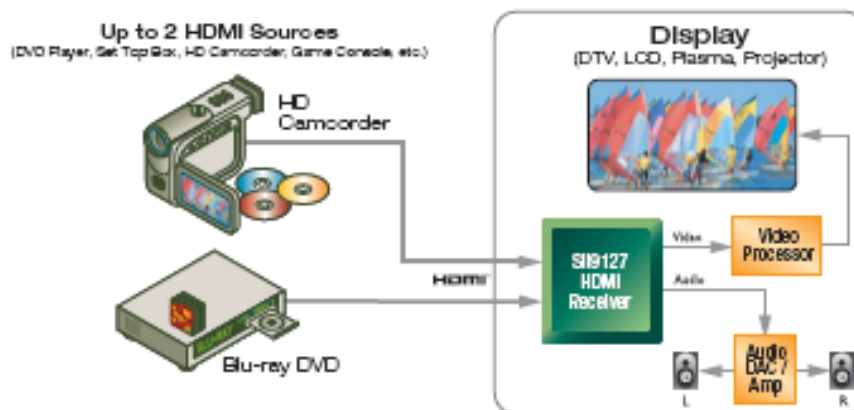 Up to 2 HDMI Sources
(DVD Player, Set Top Box, HD Camcorder, Game Console, etc.)
HD
Camcorder
HDMI
Blu-ray DVD
Display
(DTV, LCD, Plasma, Projector)
SII9127
HDMI
Receiver
Video
Audio
Video
Processor
Audio
DAC /
Amp
L
R